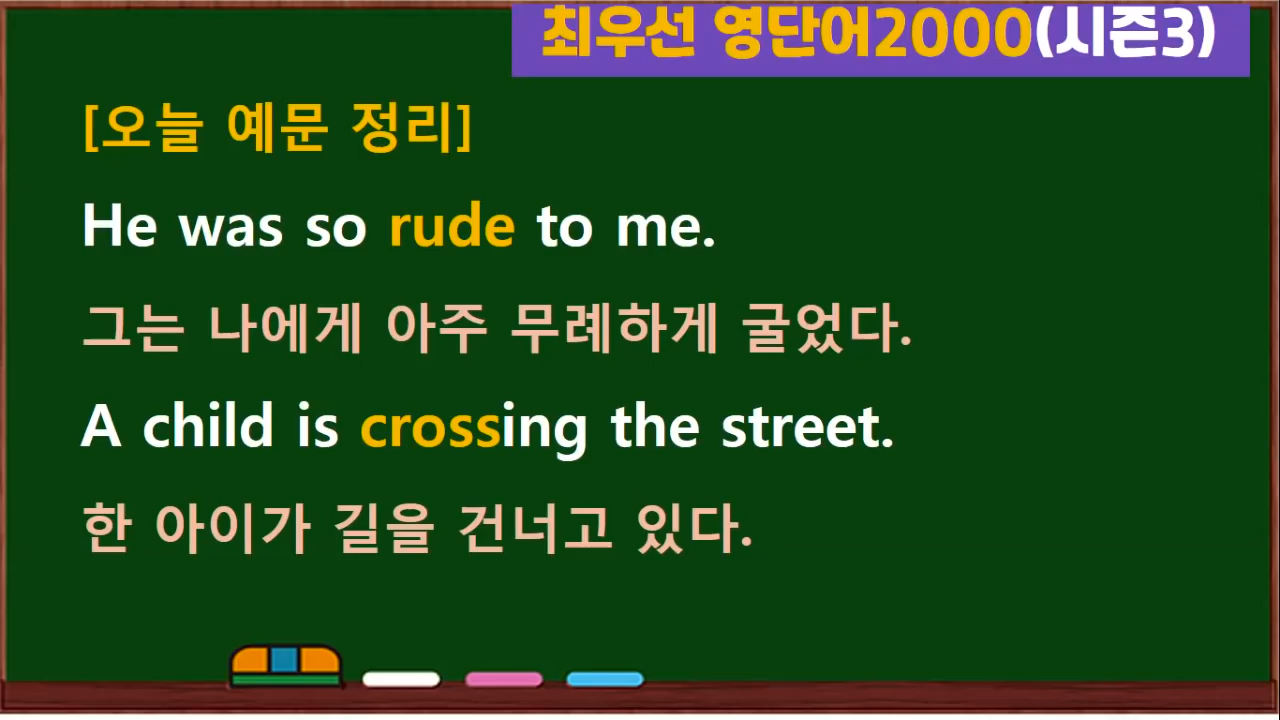 최우선 영단어2000(시즌3)
[오늘 예문 정리]
He was so rude to me.
그는 나에게 아주 무례하게 굴었다.
A child is crossing the street.
한 아이가 길을 건너고 있다.